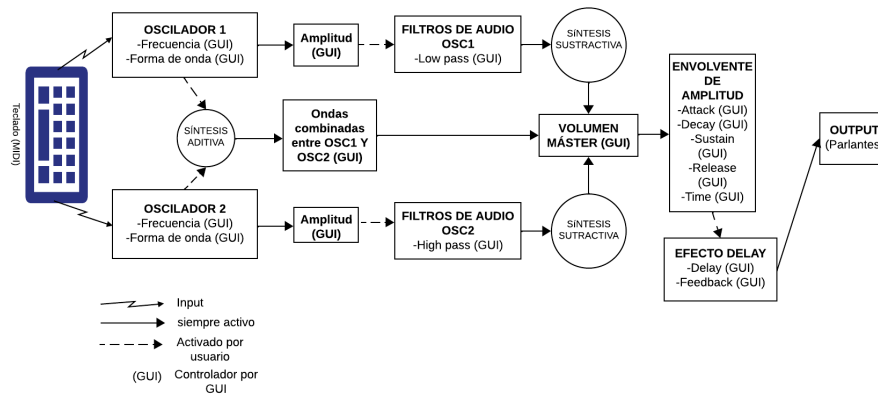 Teclado (MIDI)
OSCILADOR 1
-Frecuencia (GUI)
-Forma de onda (GUI)
Amplitud
(GUI)
FILTROS DE AUDIO
OSC1
-Low pass (GUI)
SÍNTESIS
SUSTRACTIVA
SÍNTESIS
ADITIVA
Ondas
combinadas
entre OSC1 Y
OSC2 (GUI)
VOLUMEN
MÁSTER (GUI)
ENVOLVENTE
DE
AMPLITUD
-Attack (GUI)
-Decay (GUI)
-Sustain
(GUI)
-Release
(GUI)
-Time (GUI)
OUTPUT
(Parlantes
OSCILADOR 2
-Frecuencia (GUI)
-Forma de onda (GUI)
Amplitud
(GUI)
FILTROS DE AUDIO
OSC2
-High pass (GUI)
SÍNTESIS
SUTRACTIVA
EFECTO DELAY
-Delay (GUI)
-Feedback (GUI)
Input
siempre activo
Activado por
usuario
(GUI) Controlador por
GUI